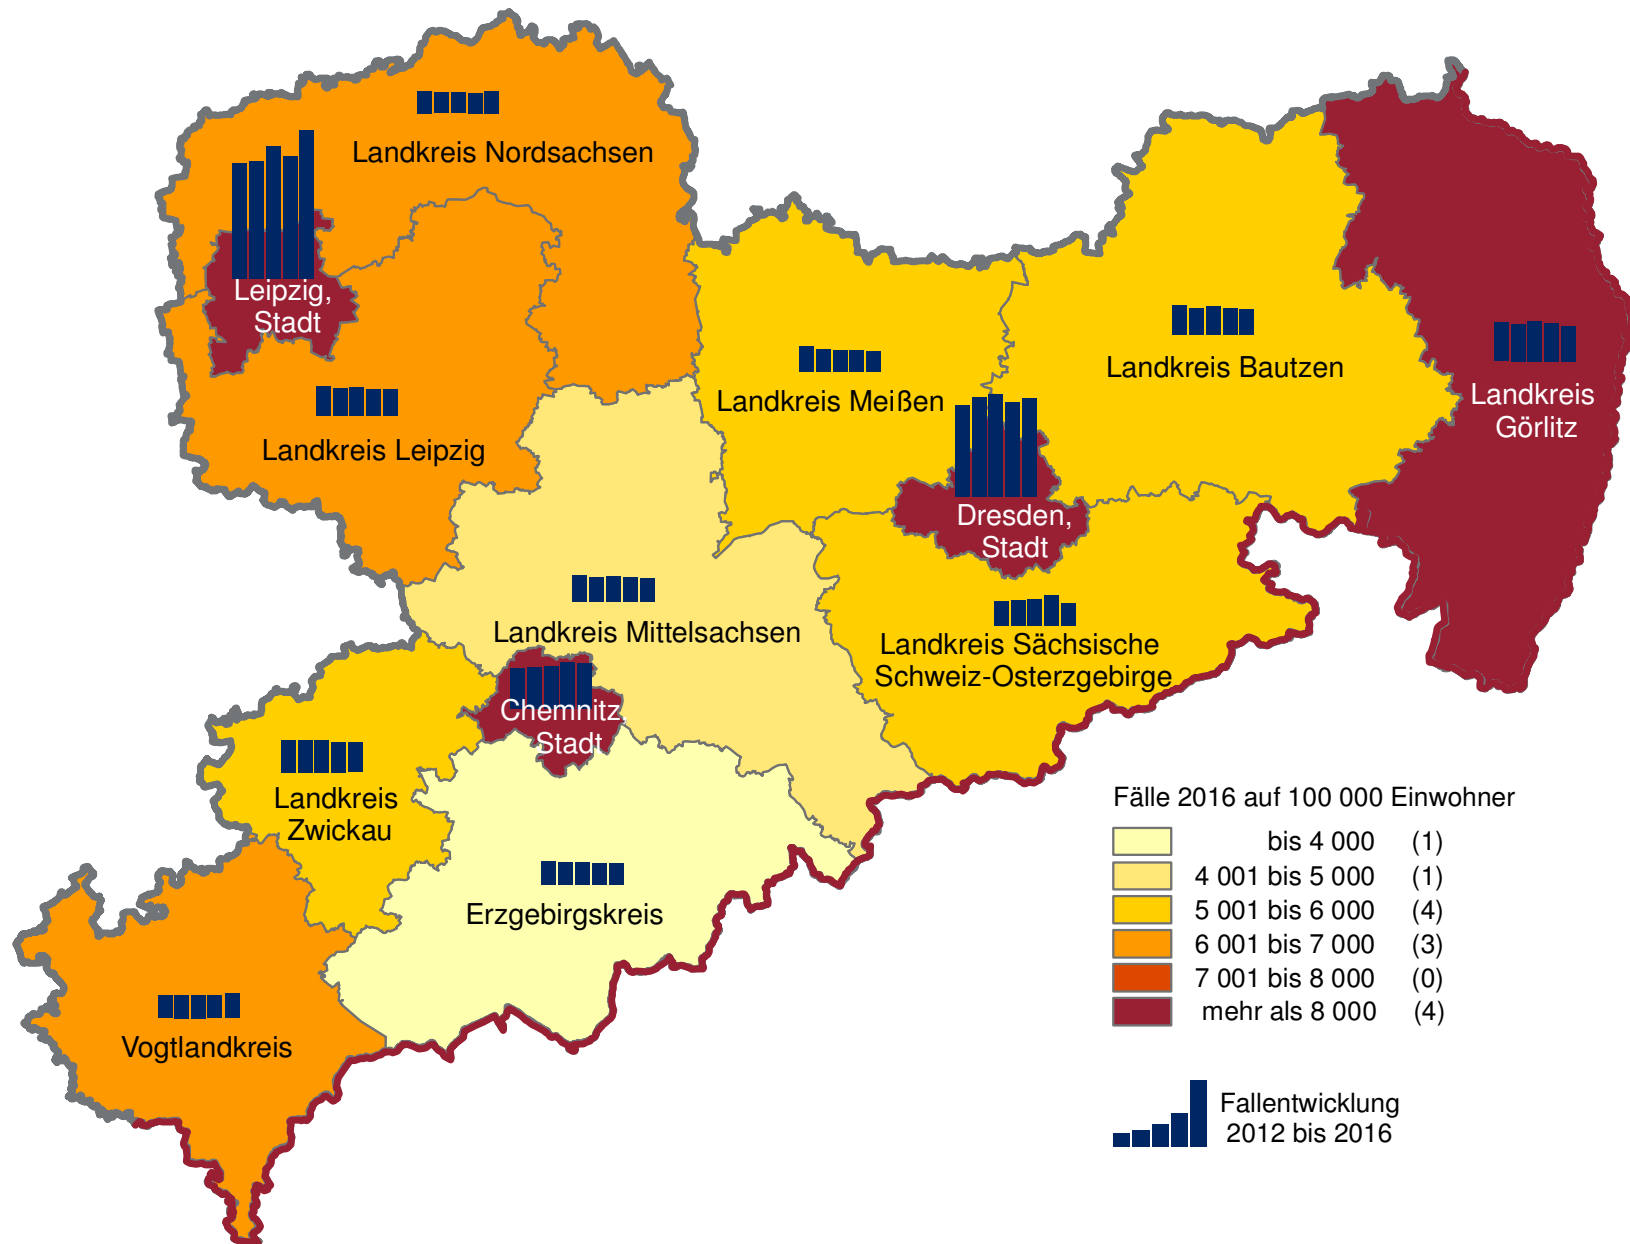 Landkreis Nordsachsen
Leipzig,
Stadt
Landkreis Leipzig
Landkreis Meißen
Landkreis Bautzen
Landkreis
Görlitz
Dresden,
Stadt
Landkreis Mittelsachsen
Landkreis Sächsische
Schweiz-Osterzgebirge
Chemnitz,
Stadt
Landkreis
Zwickau
Erzgebirgskreis
Vogtlandkreis
Fälle 2016 auf 100 000 Einwohner
bis 4 000 (1)
4 001 bis 5 000 (1)
5 001 bis 6 000 (4)
6 001 bis 7 000 (3)
7 001 bis 8 000 (0)
mehr als 8 000 (4)
Fallentwicklung
2012 bis 2016